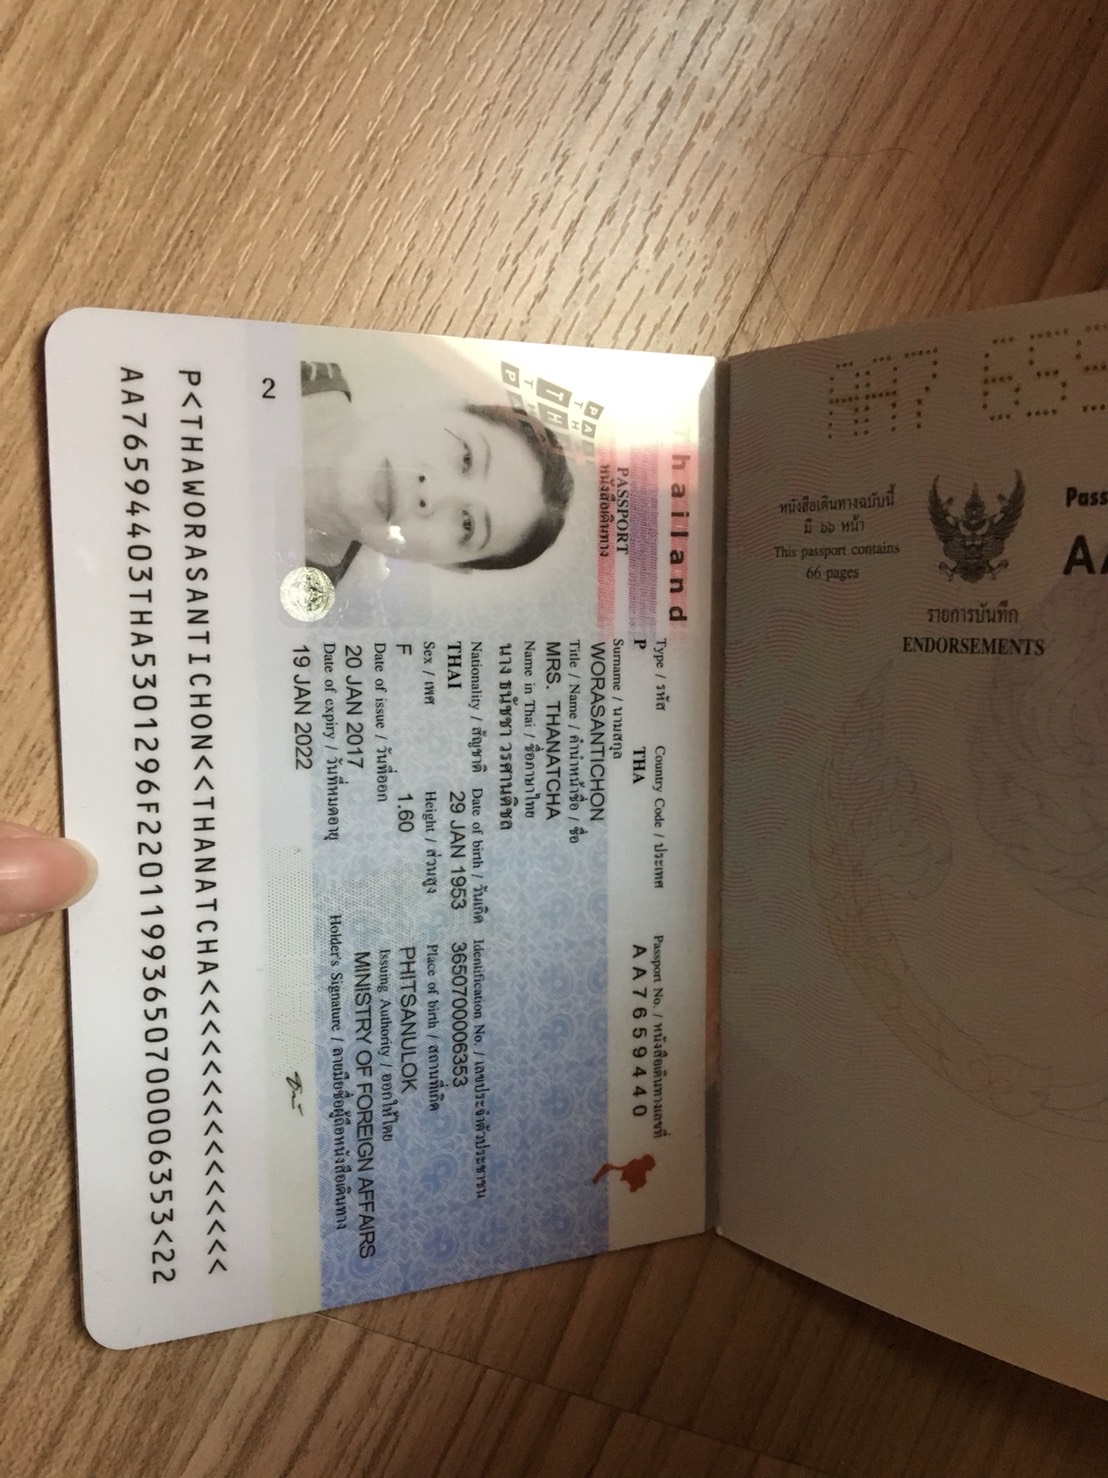 Pass
AA
รายการบันทึก
ENDORSEMENTS
หนังสือเดินทางฉบับนี้
มี ๖๖ หน้า
This passport contains
66 pages
Thailand
PASSPORT
หนังสือเดินทาง
Type / รหัส Country Code / ประเทศ Passport No. / หนังสือเดินทางเลขที่
P THA AA7659440
Surname / นามสกุล
WORASANTICHON
Title / Name / คำนำหน้าชื่อ / ชื่อ
MRS. THANATCHA
Name in Thai / ชื่อภาษาไทย
นาง ธนัชชา วรศานติชล
Nationality / สัญชาติ Date of birth / วันเกิด Identification No. / เลขประจำตัวประชาชน
THAI 29 JAN 1953 3650700006353
Sex / เพศ Height / ส่วนสูง Place of birth / สถานที่เกิด
F 1.60 PHITSANULOK
Date of issue / วันที่ออก Issuing Authority / ออกให้โดย
20 JAN 2017 MINISTRY OF FOREIGN AFFAIRS
Date of expiry / วันที่หมดอายุ Holder's Signature / ลายมือชื่อผู้ถือหนังสือเดินทาง
19 JAN 2022
2
P<THAWORASANTICHON<<THANATCHA<<<<<<<<<<<<<<<
AA76594403THA5301296F22011993650700006353<22